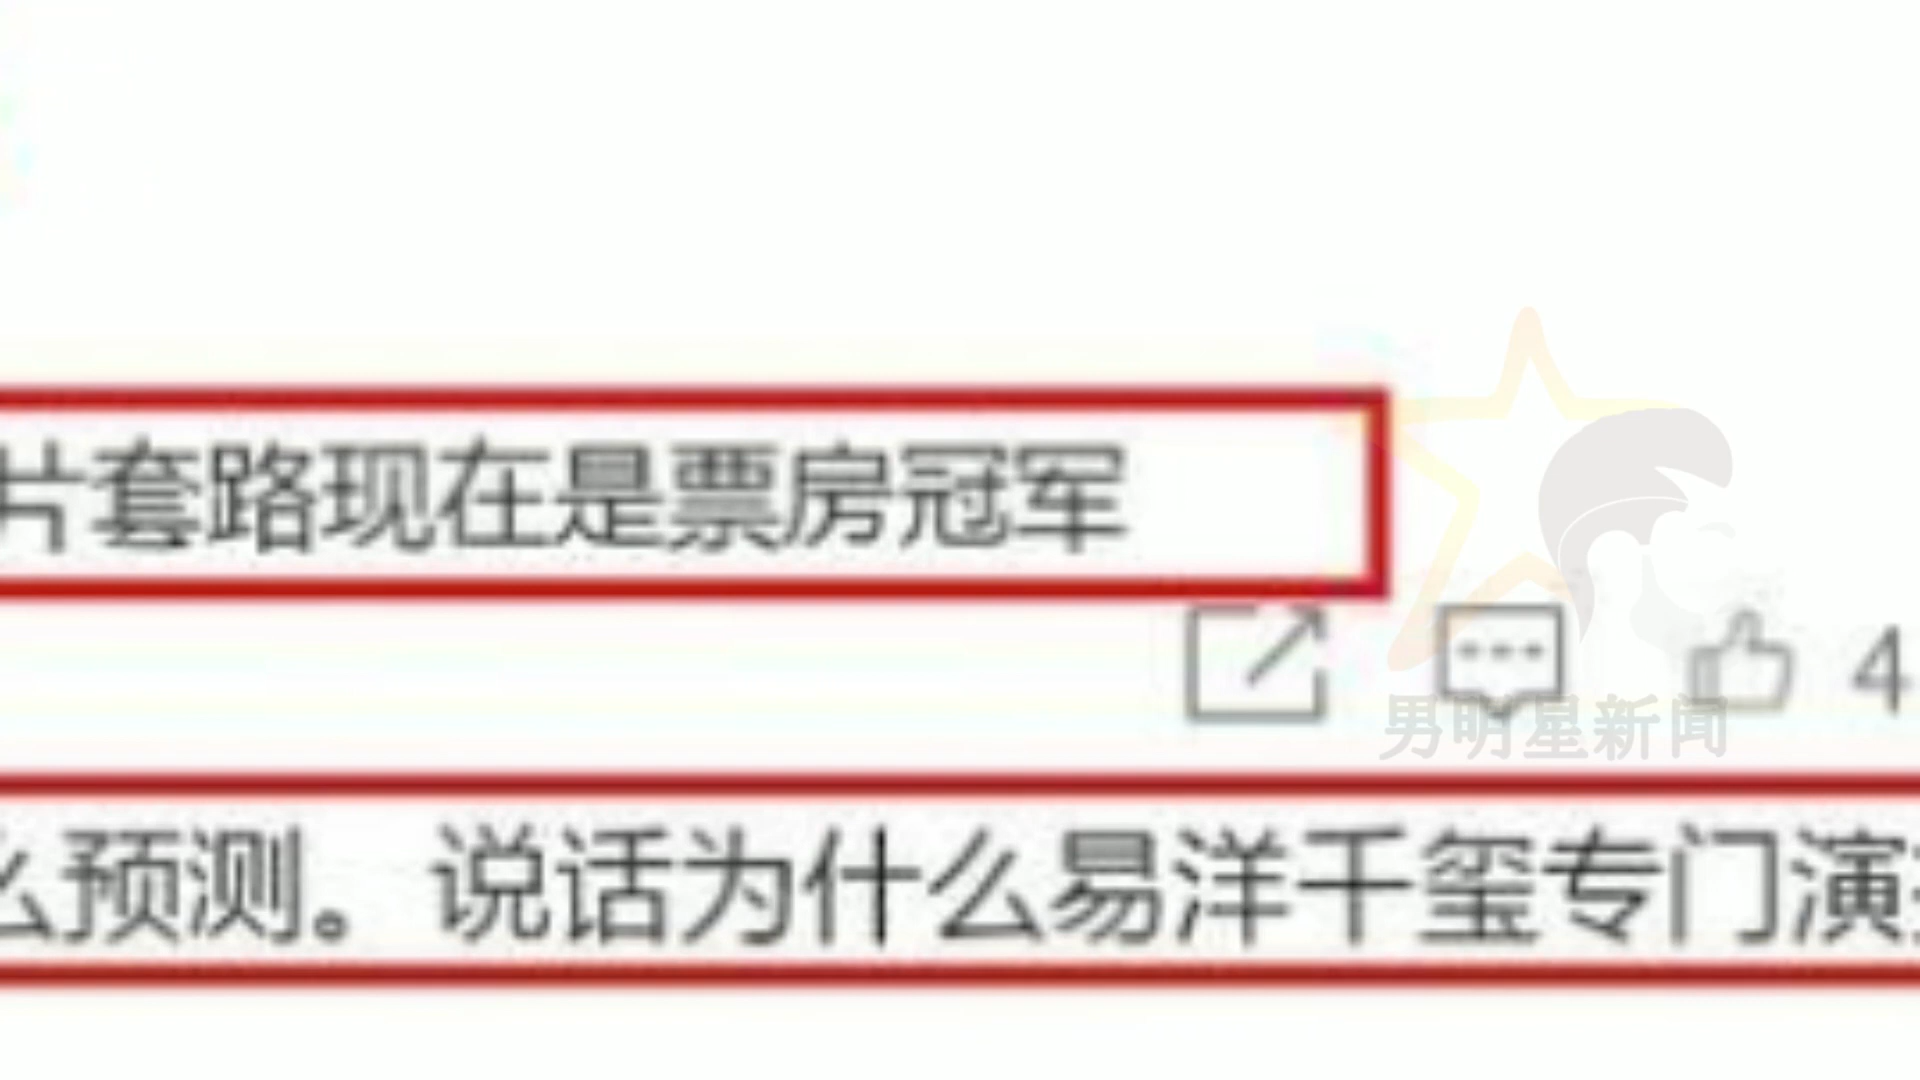 片套路现在是票房冠军
4
男明星新闻
么预测。说话为什么易洋千玺专门演